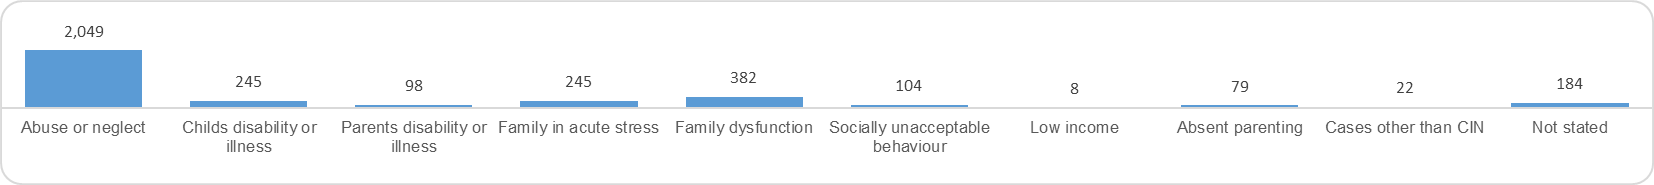 2,049
245
98
245
382
104
8
79
22
184
Abuse or neglect
Childs disability or
illness
Parents disability or
illness
Family in acute stress
Family dysfunction
Socially unacceptable
behaviour
Low income
Absent parenting
Cases other than CIN
Not stated